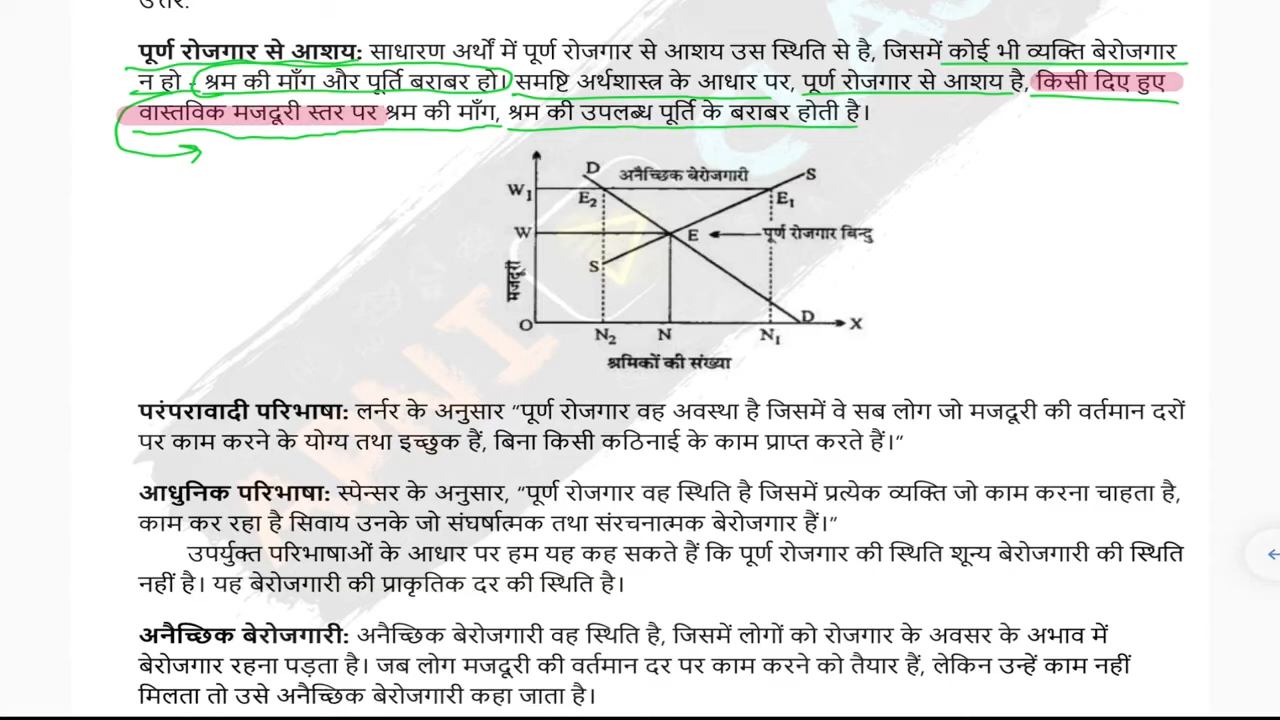 उत्तर:
पूर्ण रोजगार से आशय: साधारण अर्थों में पूर्ण रोजगार से आशय उस स्थिति से है, जिसमें कोई भी व्यक्ति बेरोजगार
न हो - श्रम की माँग और पूर्ति बराबर हो। समष्टि अर्थशास्त्र के आधार पर, पूर्ण रोजगार से आशय है, किसी दिए हुए
वास्तविक मजदूरी स्तर पर श्रम की माँग, श्रम की उपलब्ध पूर्ति के बराबर होती है।
D अनैच्छिक बेरोजगारी S
W1 E2 E1
W E पूर्ण रोजगार बिन्दु
S
मजदूरी
O D X
N2 N N1
श्रमिकों की संख्या
परंपरावादी परिभाषा: लर्नर के अनुसार “पूर्ण रोजगार वह अवस्था है जिसमें वे सब लोग जो मजदूरी की वर्तमान दरों
पर काम करने के योग्य तथा इच्छुक हैं, बिना किसी कठिनाई के काम प्राप्त करते हैं।”
आधुनिक परिभाषा: स्पेन्सर के अनुसार, “पूर्ण रोजगार वह स्थिति है जिसमें प्रत्येक व्यक्ति जो काम करना चाहता है,
काम कर रहा है सिवाय उनके जो संघर्षात्मक तथा संरचनात्मक बेरोजगार हैं।”
उपर्युक्त परिभाषाओं के आधार पर हम यह कह सकते हैं कि पूर्ण रोजगार की स्थिति शून्य बेरोजगारी की स्थिति
नहीं है। यह बेरोजगारी की प्राकृतिक दर की स्थिति है।
अनैच्छिक बेरोजगारी: अनैच्छिक बेरोजगारी वह स्थिति है, जिसमें लोगों को रोजगार के अवसर के अभाव में
बेरोजगार रहना पड़ता है। जब लोग मजदूरी की वर्तमान दर पर काम करने को तैयार हैं, लेकिन उन्हें काम नहीं
मिलता तो उसे अनैच्छिक बेरोजगारी कहा जाता है।